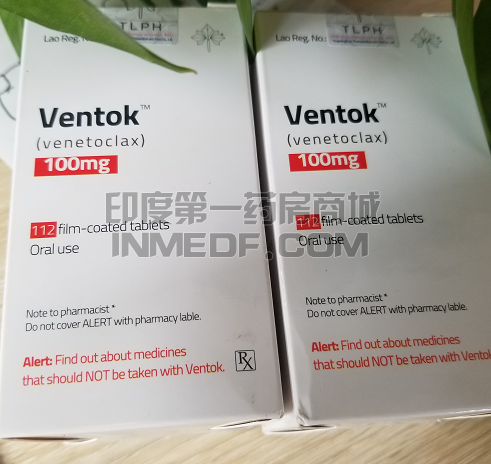 TLPH
Lao Reg. No.
Ventok™
(venetoclax)
100mg
112 film-coated tablets
Oral use
Note to pharmacist *
Do not cover ALERT with pharmacy lable.
Alert: Find out about medicines
that should NOT be taken with Ventok.
Rx
TLPH
Lao Reg. No.:
Ventok™
(venetoclax)
100mg
112 film-coated tablets
Oral use
Note to pharmacist *
Do not cover ALERT with pharmacy lable.
Alert: Find out about medicines
that should NOT be taken with Ventok.
印度第一药房商城
INMEDF.COM